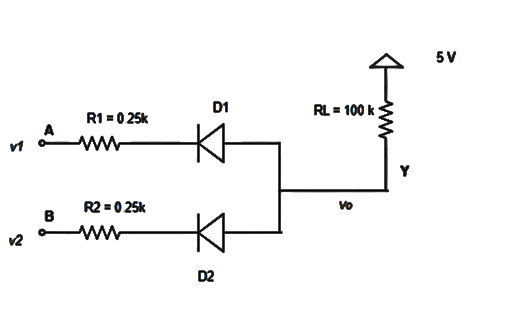 5 V
D1
R1 = 0 25k
RL = 100 k
A
v1
Y
R2 = 0 25k
B
vo
v2
D2